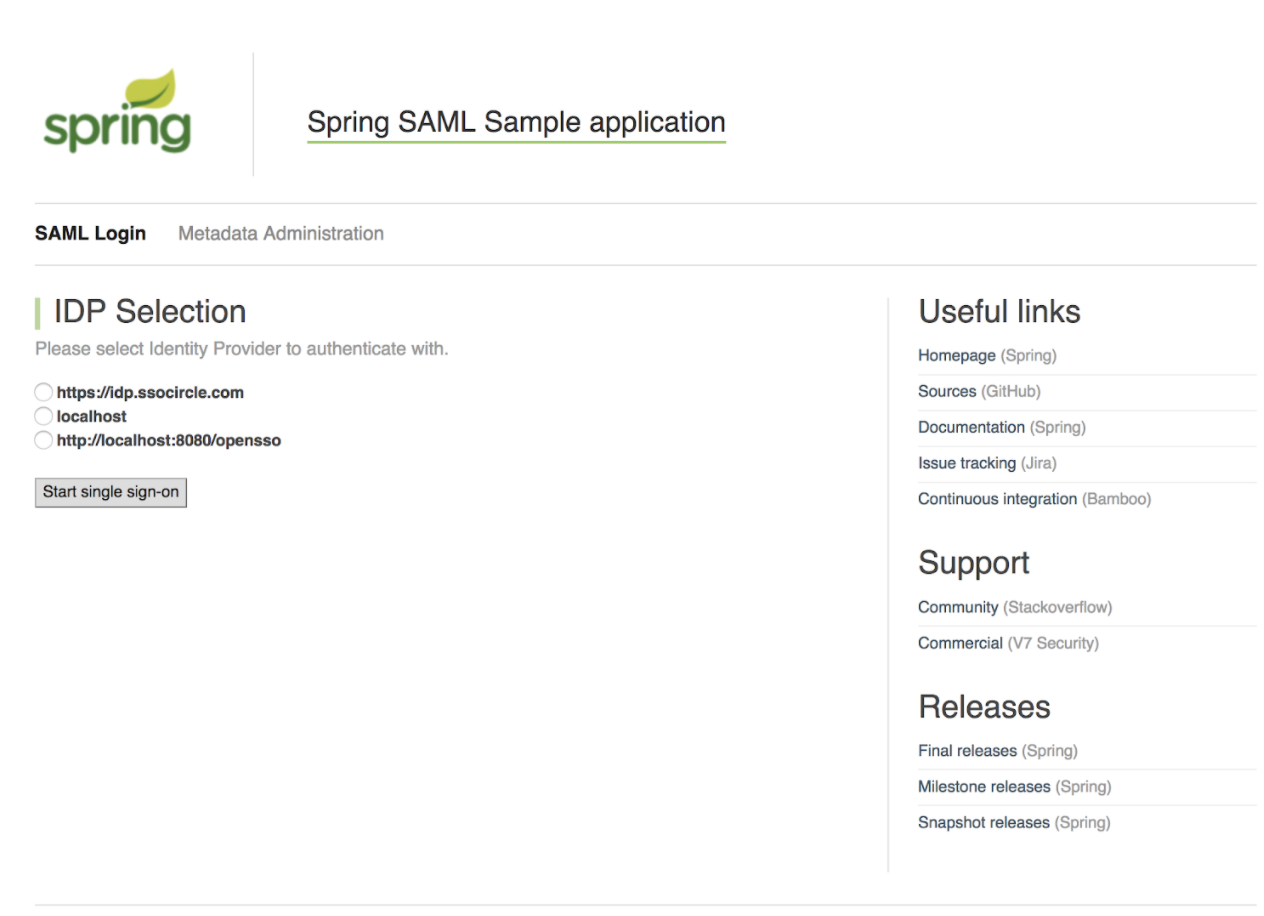 spring
Spring SAML Sample application
SAML Login
Metadata Administration
IDP Selection
Please select Identity Provider to authenticate with.
https://idp.ssocircle.com
localhost
http://localhost:8080/opensso
Start single sign-on
Useful links
Homepage (Spring)
Sources (GitHub)
Documentation (Spring)
Issue tracking (Jira)
Continuous integration (Bamboo)
Support
Community (Stackoverflow)
Commercial (V7 Security)
Releases
Final releases (Spring)
Milestone releases (Spring)
Snapshot releases (Spring)